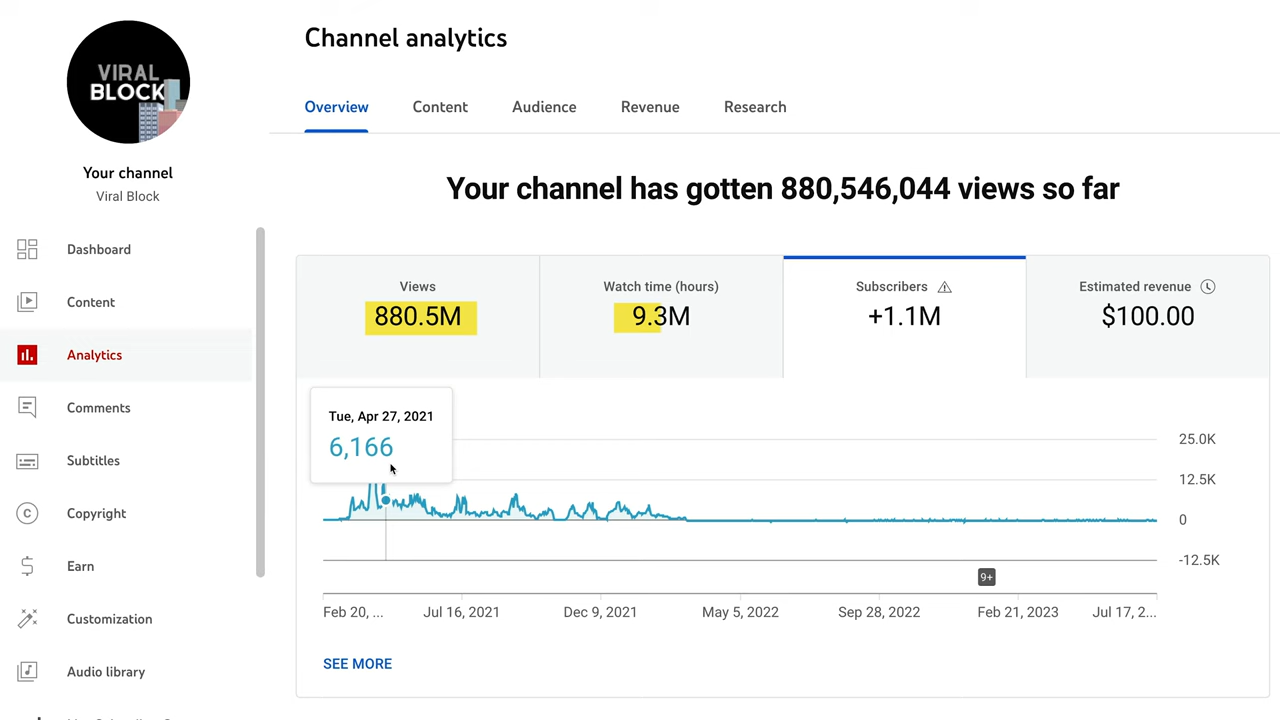 VIRAL
BLOCK
Your channel
Viral Block
Dashboard
Content
Analytics
Comments
Subtitles
Copyright
Earn
Customization
Audio library
Channel analytics
Overview
Content
Audience
Revenue
Research
Your channel has gotten 880,546,044 views so far
Views
880.5M
Watch time (hours)
9.3M
Subscribers
+1.1M
Estimated revenue
$100.00
Tue, Apr 27, 2021
6,166
25.0K
12.5K
0
-12.5K
9+
Feb 20, ...
Jul 16, 2021
Dec 9, 2021
May 5, 2022
Sep 28, 2022
Feb 21, 2023
Jul 17, 2...
SEE MORE